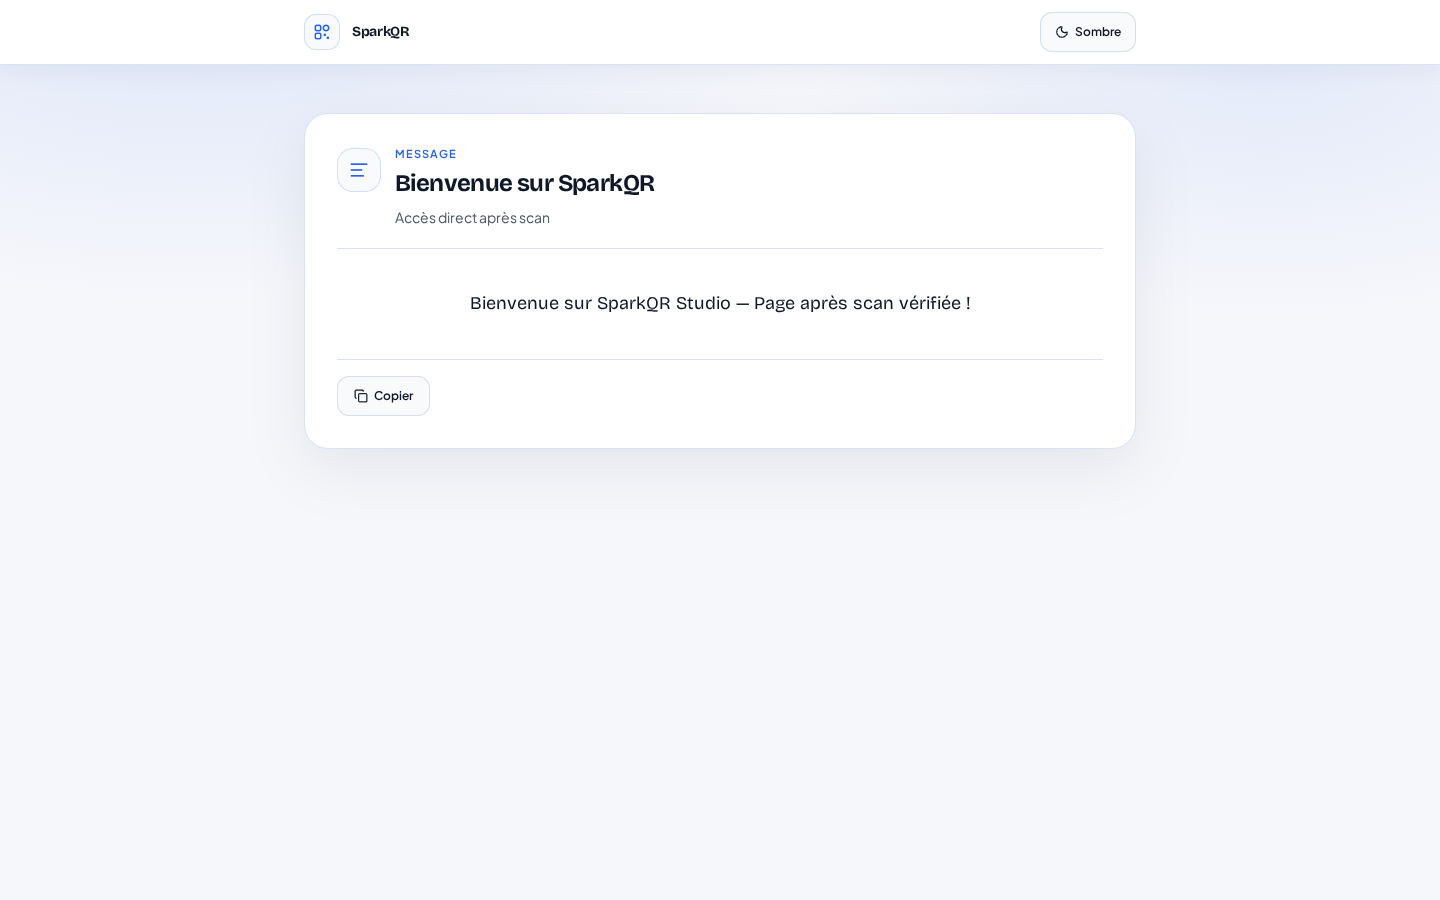 SparkQR
Sombre
MESSAGE
Bienvenue sur SparkQR
Accès direct après scan
Bienvenue sur SparkQR Studio — Page après scan vérifiée !
Copier